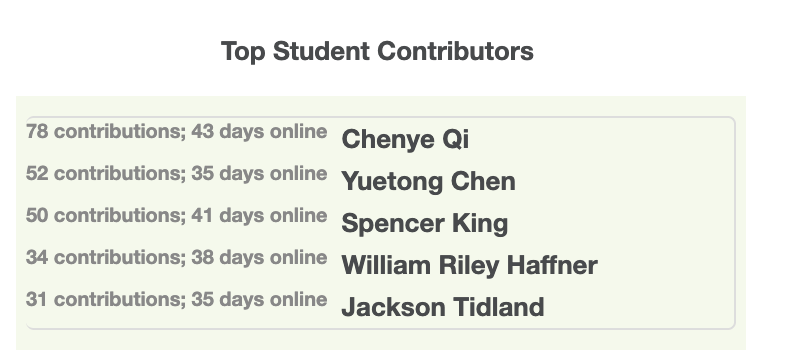 Top Student Contributors
78 contributions; 43 days online Chenye Qi
52 contributions; 35 days online Yuetong Chen
50 contributions; 41 days online Spencer King
34 contributions; 38 days online William Riley Haffner
31 contributions; 35 days online Jackson Tidland